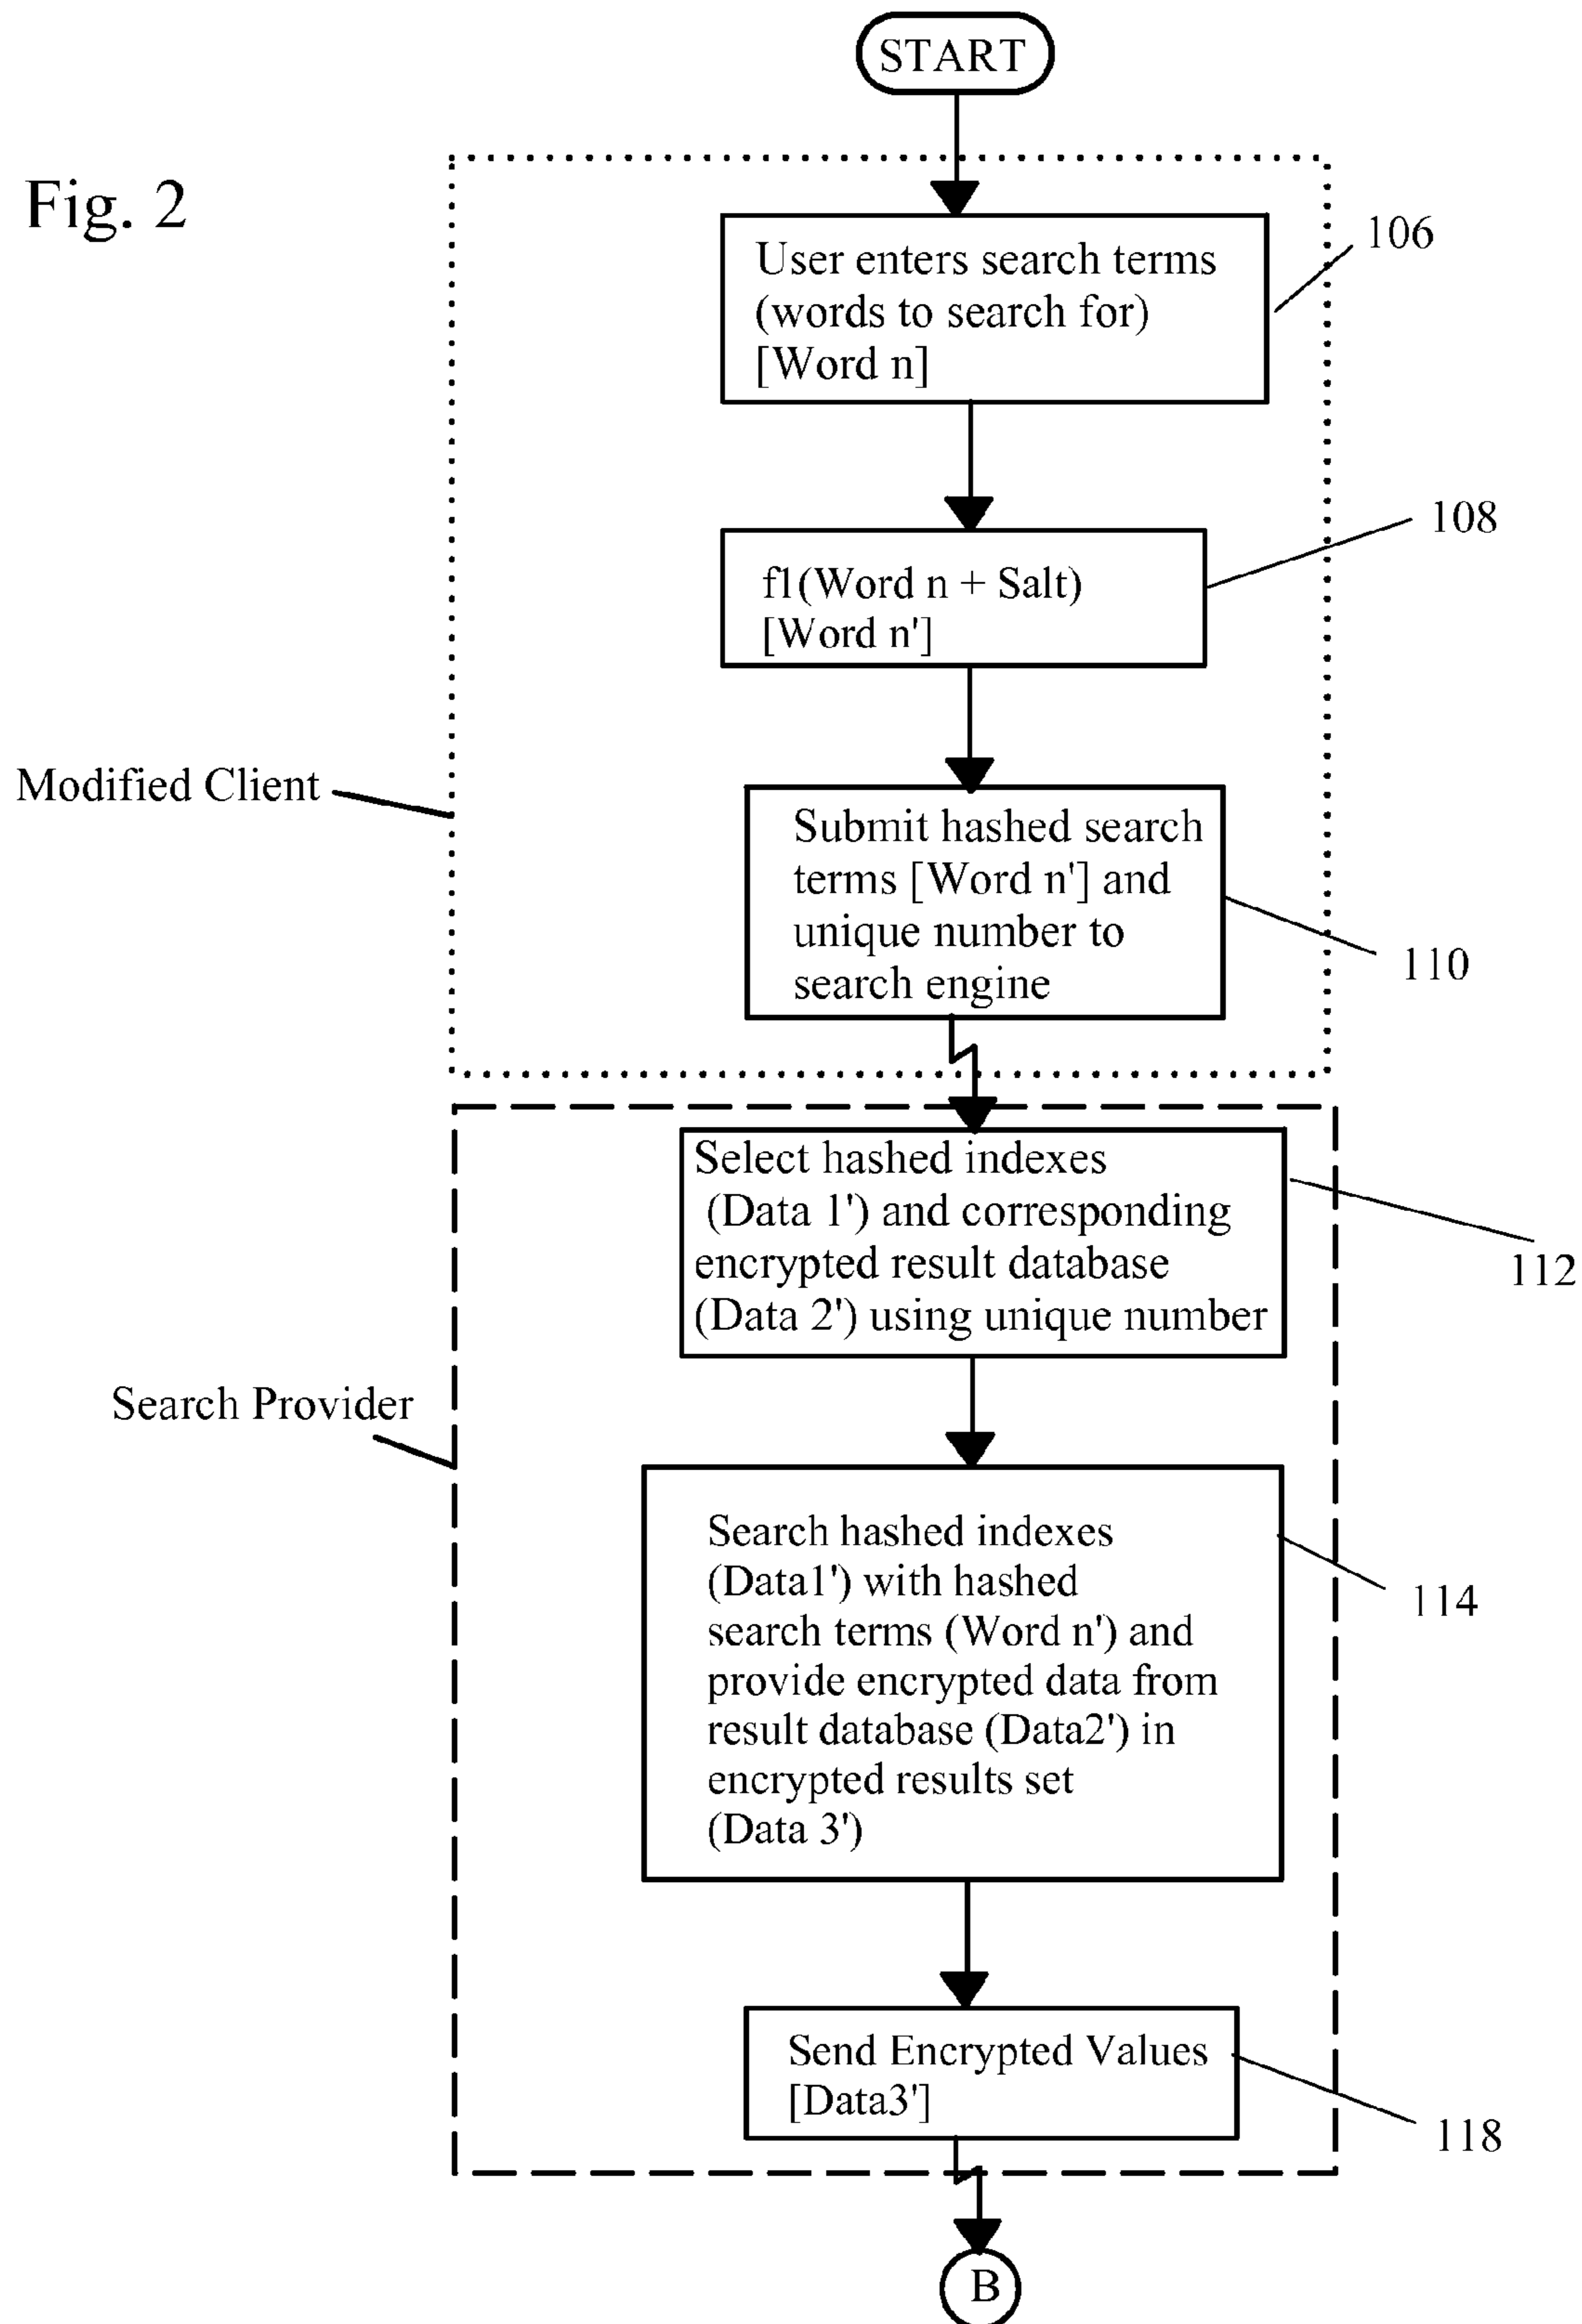 START
Fig. 2
106
User enters search terms
(words to search for)
[Word n]
108
f1(Word n + Salt)
[Word n']
Modified Client
Submit hashed search
terms [Word n'] and
unique number to
search engine
110
Select hashed indexes
(Data 1') and corresponding
encrypted result database
(Data 2') using unique number
112
Search Provider
Search hashed indexes
(Data1') with hashed
search terms (Word n') and
provide encrypted data from
result database (Data2') in
encrypted results set
(Data 3')
114
Send Encrypted Values
[Data3']
118
B